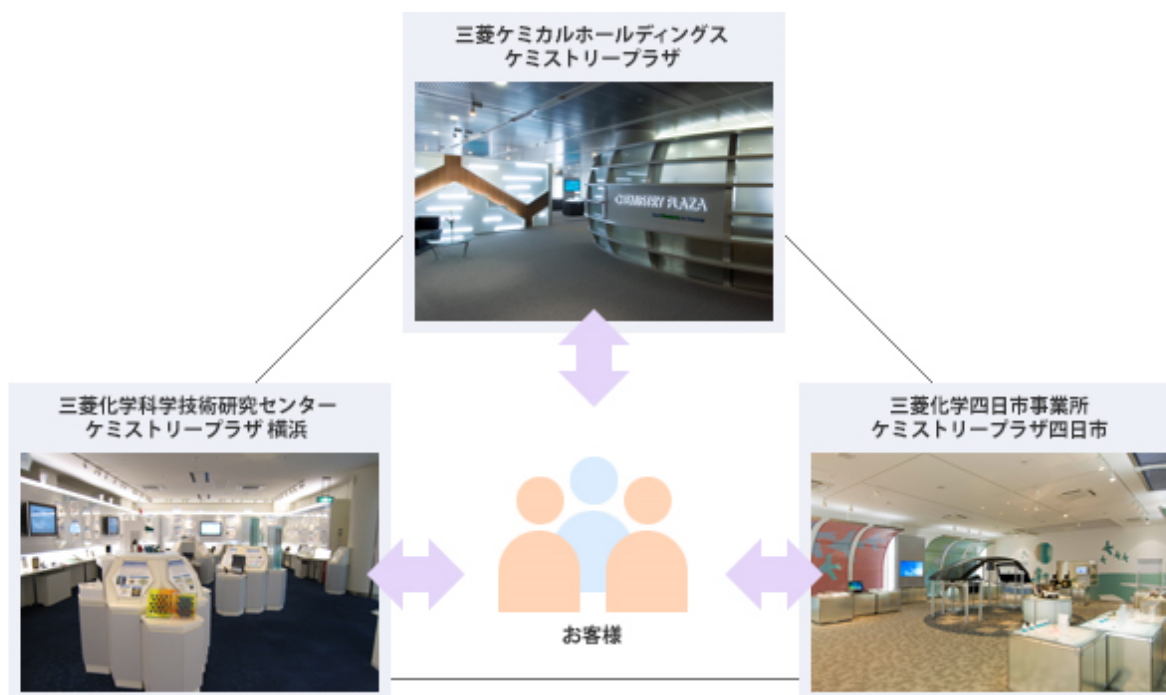 三菱ケミカルホールディングス
ケミストリープラザ
CHEMISTRY PLAZA
三菱化学科学技術研究センター
ケミストリープラザ 横浜
三菱化学四日市事業所
ケミストリープラザ四日市
お客様